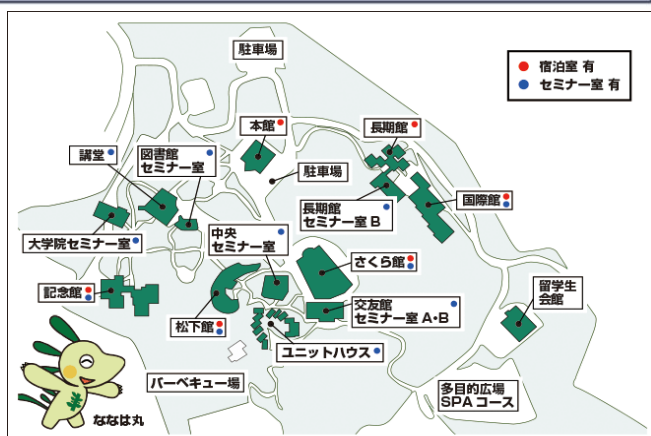 駐車場
宿泊室 有
セミナー室 有
本館
長期館
講堂
図書館
セミナー室
駐車場
国際館
長期館
セミナー室 B
大学院セミナー室
中央
セミナー室
さくら館
記念館
留学生
会館
交友館
セミナー室 A・B
松下館
ユニットハウス
バーベキュー場
多目的広場
SPA コース
ななは丸